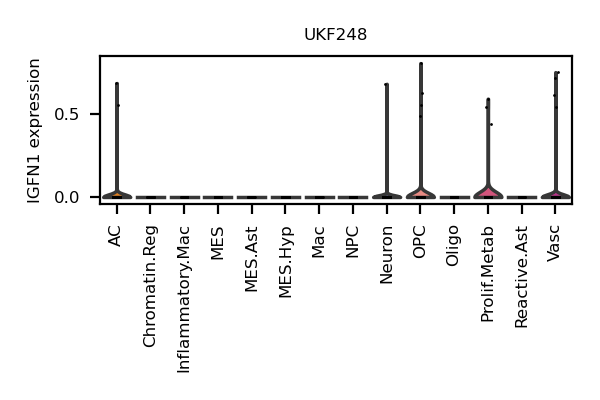 UKF248
IGFN1 expression
0.5
0.0
AC
Chromatin.Reg
Inflammatory.Mac
MES
MES.Ast
MES.Hyp
Mac
NPC
Neuron
OPC
Oligo
Prolif.Metab
Reactive.Ast
Vasc